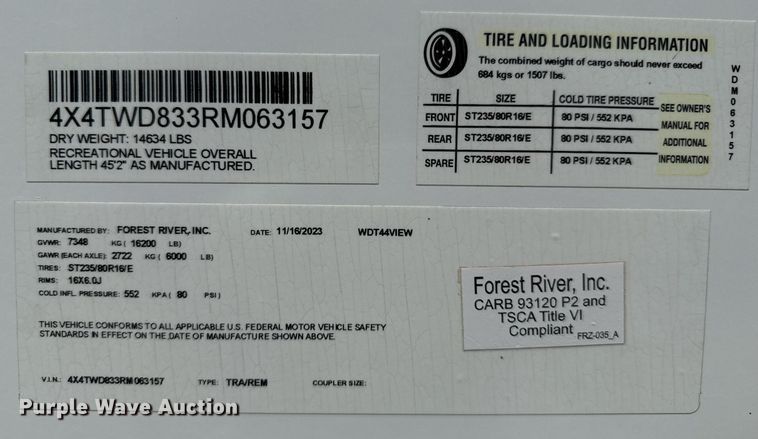 4X4TWD833RM063157
DRY WEIGHT: 14634 LBS
RECREATIONAL VEHICLE OVERALL
LENGTH 45'2" AS MANUFACTURED.
TIRE AND LOADING INFORMATION
The combined weight of cargo should never exceed
684 kgs or 1507 lbs.
TIRE SIZE COLD TIRE PRESSURE
FRONT ST235/80R16/E 80 PSI / 552 KPA
REAR ST235/80R16/E 80 PSI / 552 KPA
SPARE ST235/80R16/E 80 PSI / 552 KPA
SEE OWNER'S
MANUAL FOR
ADDITIONAL
INFORMATION
WDM063157
MANUFACTURED BY: FOREST RIVER, INC. DATE: 11/16/2023 WDT44VIEW
GVWR: 7348 KG ( 16200 LB)
GAWR (EACH AXLE): 2722 KG ( 6000 LB)
TIRES: ST235/80R16/E
RIMS: 16X6.0J
COLD INFL. PRESSURE: 552 KPA ( 80 PSI)
THIS VEHICLE CONFORMS TO ALL APPLICABLE U.S. FEDERAL MOTOR VEHICLE SAFETY
STANDARDS IN EFFECT ON THE DATE OF MANUFACTURE SHOWN ABOVE.
V.I.N.: 4X4TWD833RM063157 TYPE: TRA/REM COUPLER SIZE:
Forest River, Inc.
CARB 93120 P2 and
TSCA Title VI
Compliant
FRZ-035_A
Purple Wave Auction